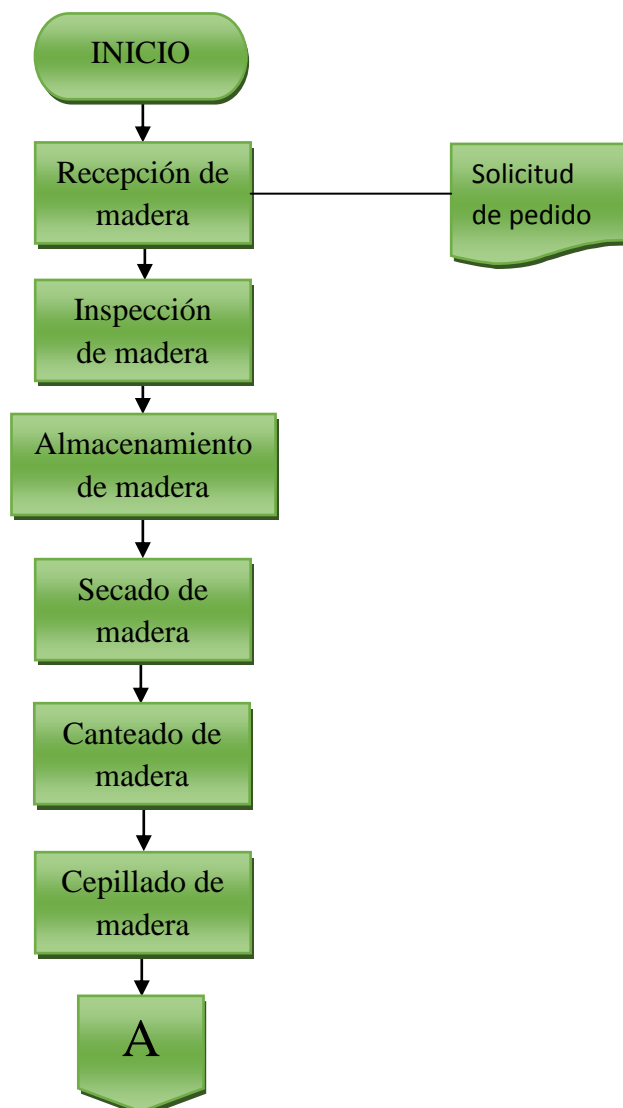 INICIO
Recepción de
madera
Solicitud
de pedido
Inspección
de madera
Almacenamiento
de madera
Secado de
madera
Canteado de
madera
Cepillado de
madera
A